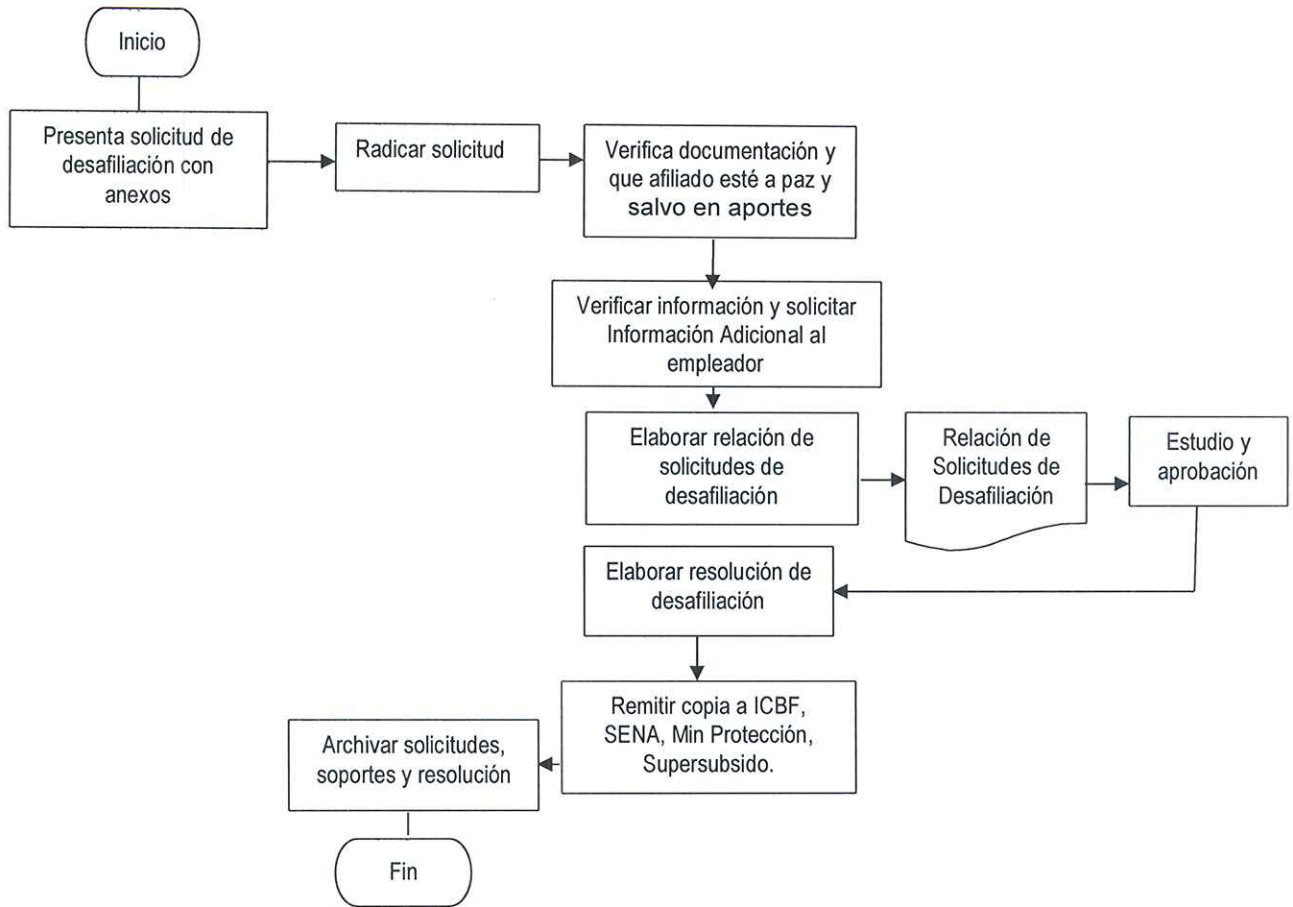 Inicio
Presenta solicitud de
desafiliación con
anexos
Radicar solicitud
Verifica documentación y
que afiliado esté a paz y
salvo en aportes
Verificar información y solicitar
Información Adicional al
empleador
Elaborar relación de
solicitudes de
desafiliación
Relación de
Solicitudes de
Desafiliación
Estudio y
aprobación
Elaborar resolución de
desafiliación
Remitir copia a ICBF,
SENA, Min Protección,
Supersubsido.
Archivar solicitudes,
soportes y resolución
Fin